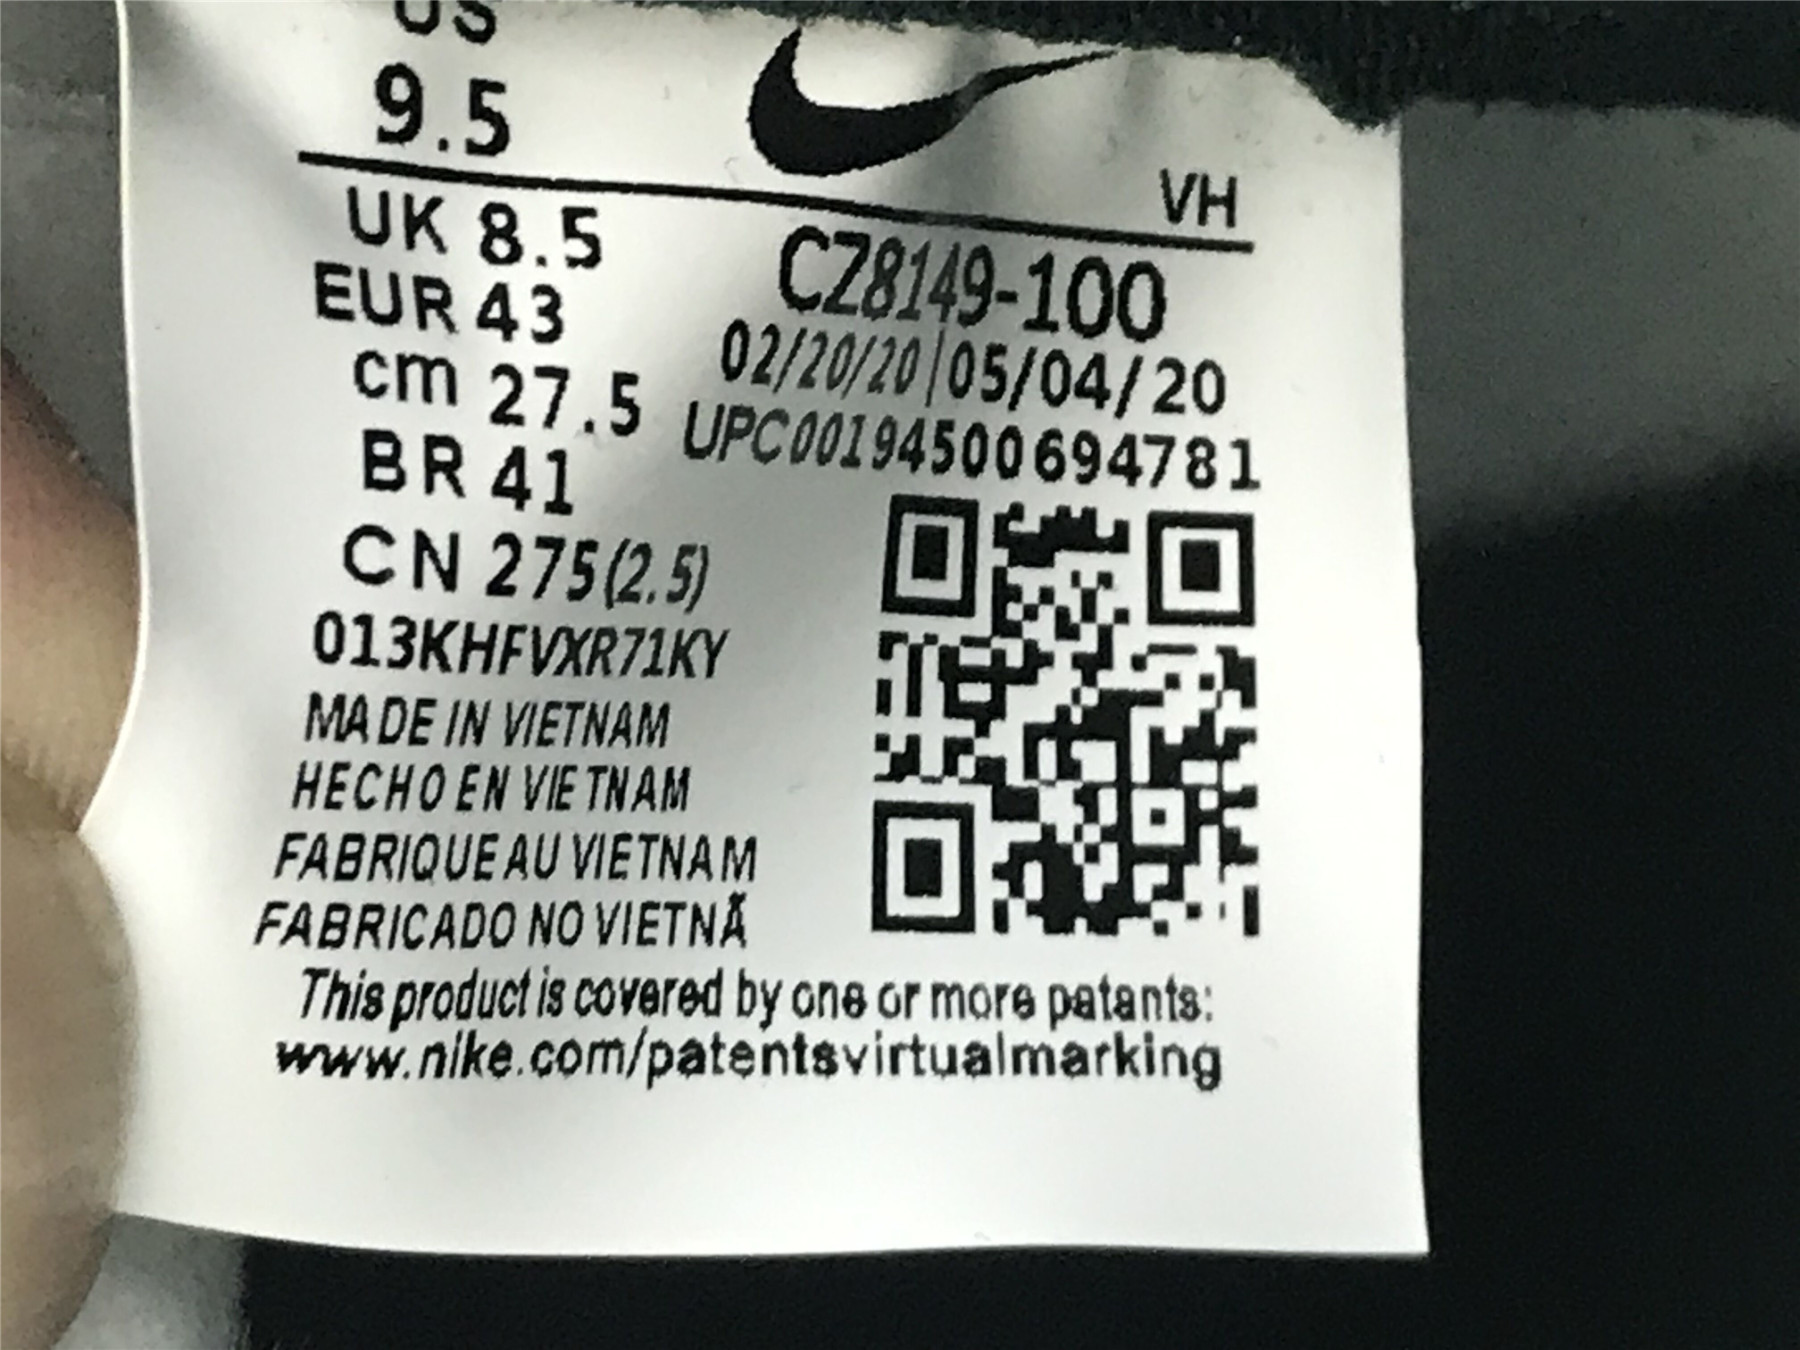 US
9.5
VH
UK 8.5
EUR 43
cm 27.5
BR 41
CN 275(2.5)
CZ8149-100
02/20/20|05/04/20
UPC00194500694781
013KHFVXR71KY
MADE IN VIETNAM
HECHO EN VIETNAM
FABRIQUE AU VIETNAM
FABRICADO NO VIETNÃ
This product is covered by one or more patants:
www.nike.com/patentsvirtualmarking